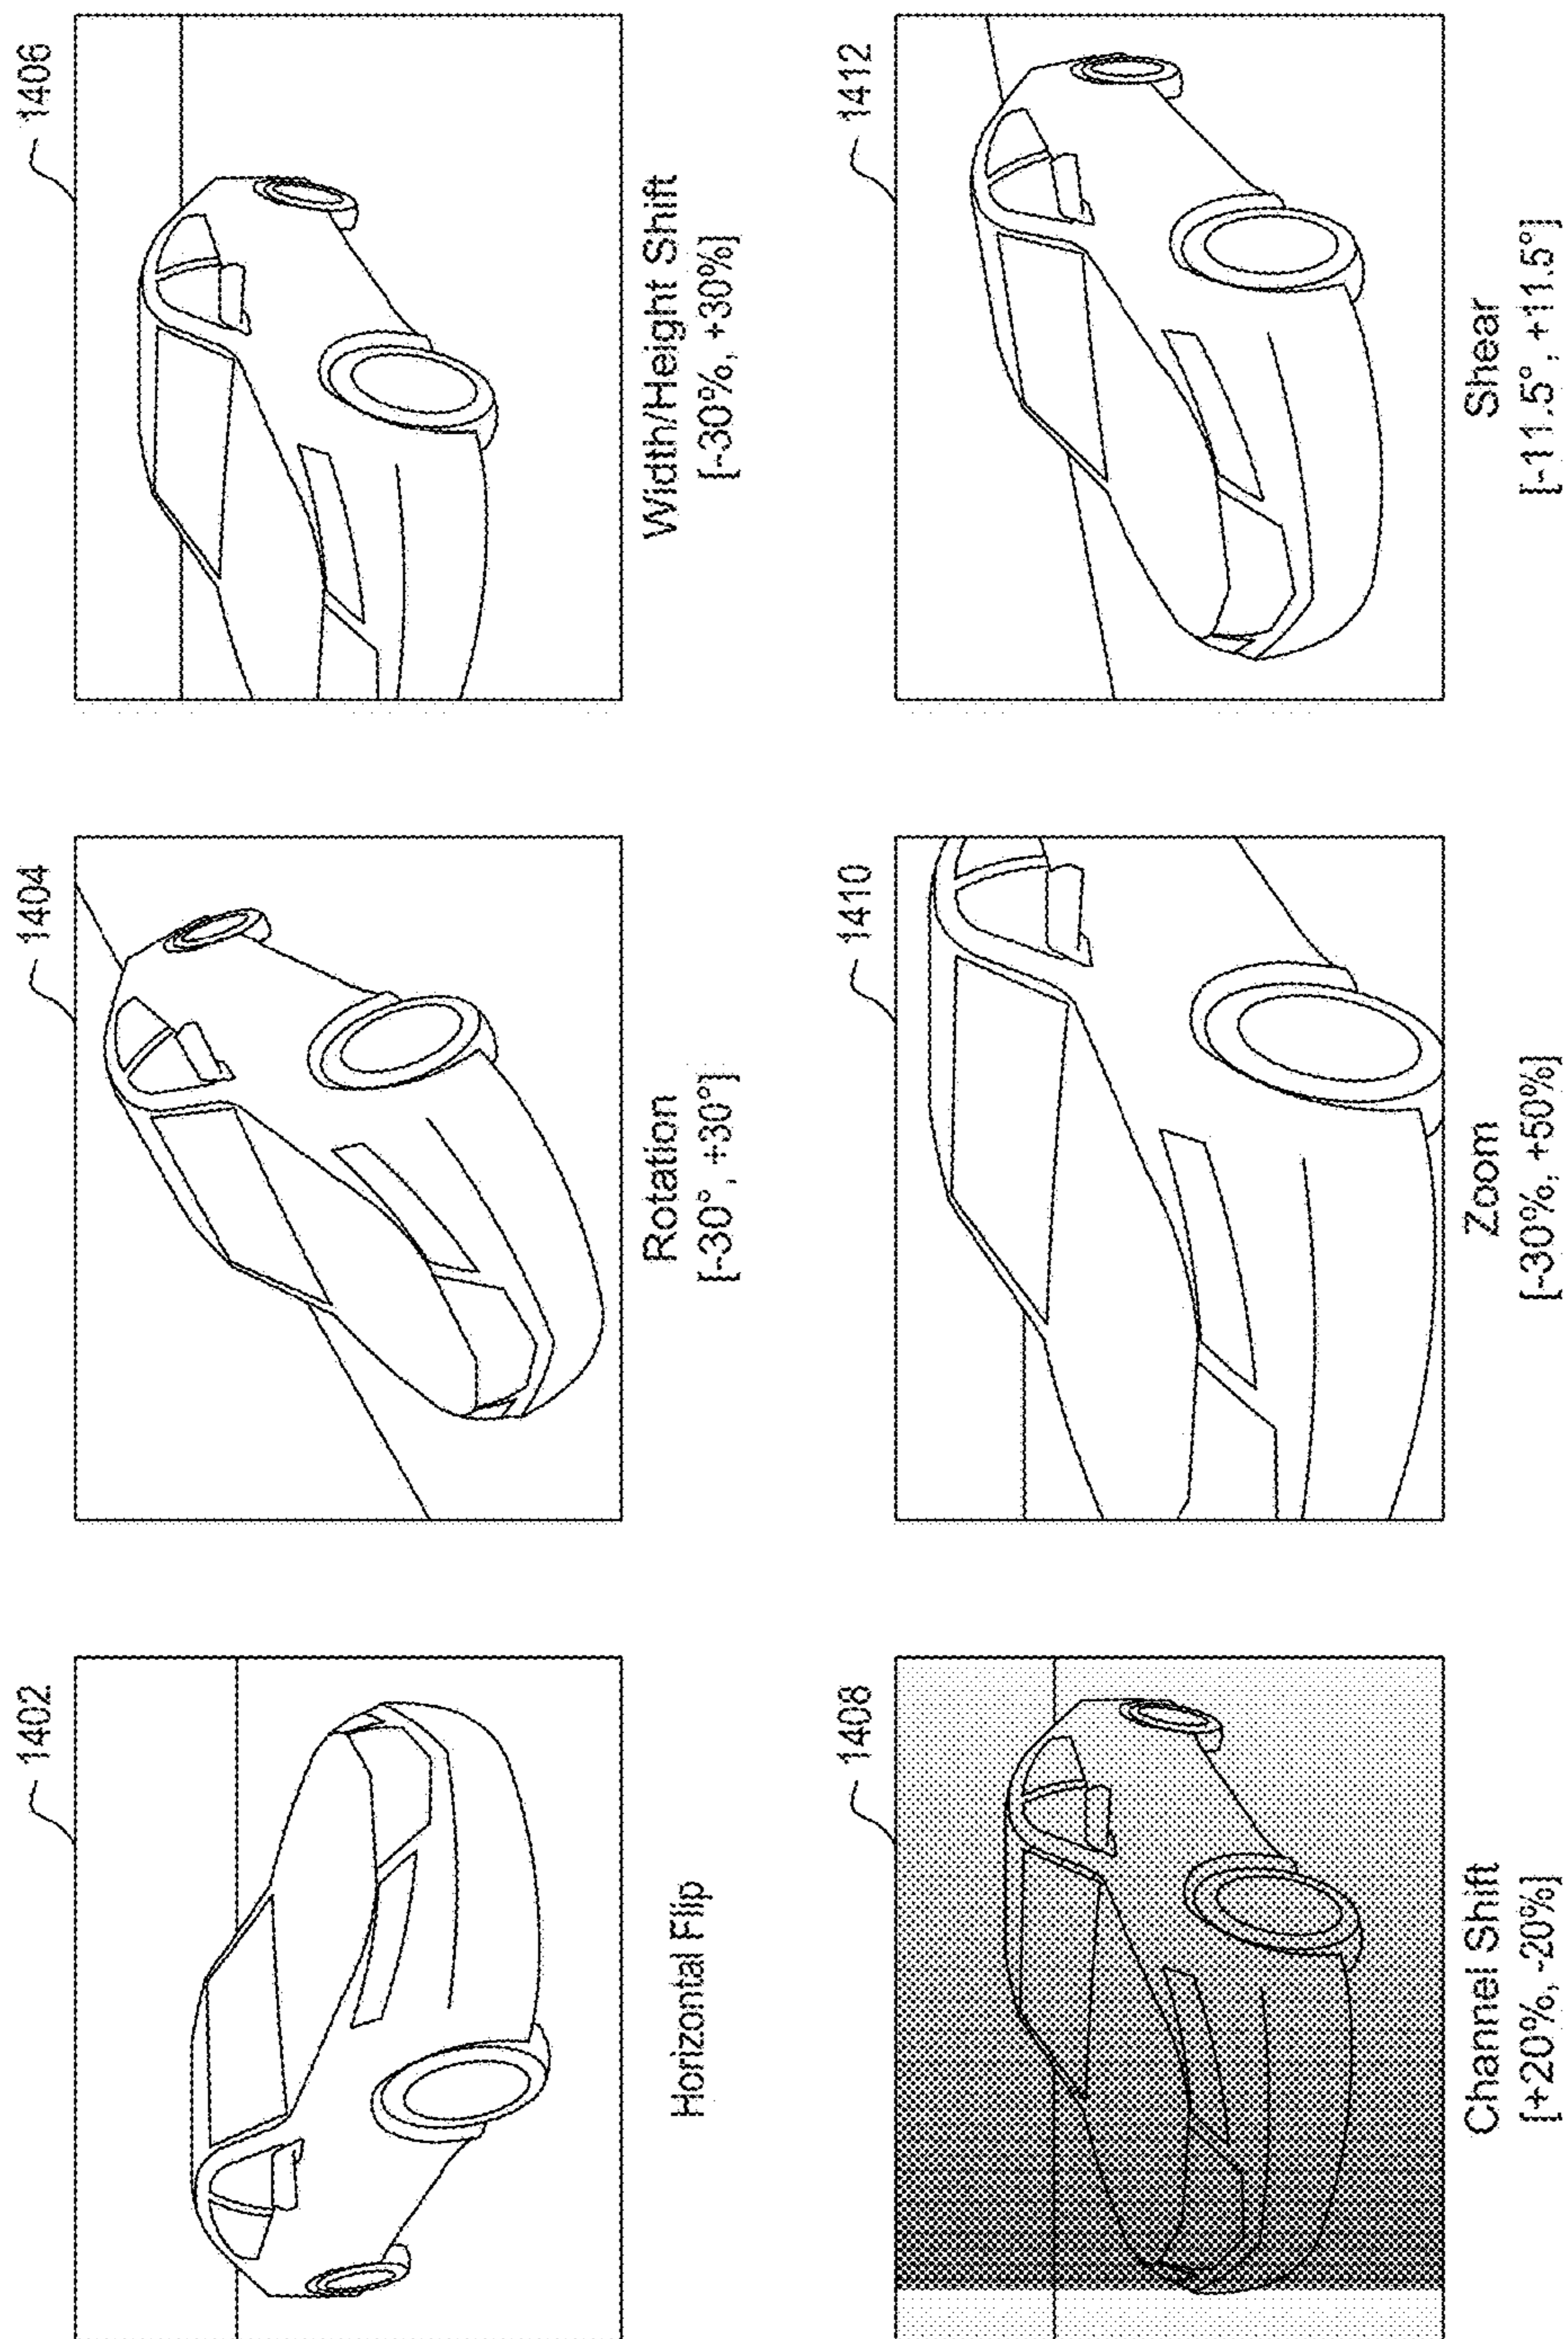 1402
Horizontal Flip
1404
Rotation
[-30°, +30°]
1406
Width/Height Shift
[-30%, +30%]
1408
Channel Shift
[+20%, -20%]
1410
Zoom
[-30%, +50%]
1412
Shear
[-11.5°, +11.5°]